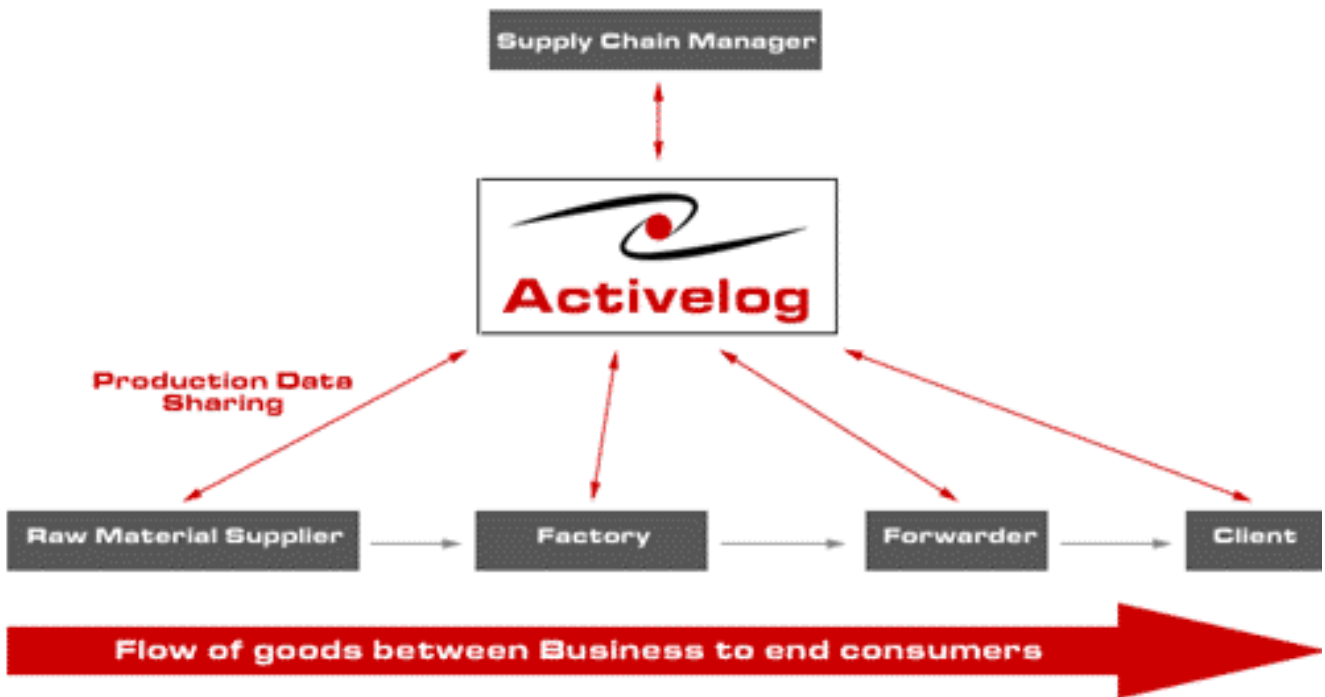 Supply Chain Manager
Activelog
Production Data
Sharing
Raw Material Supplier
Factory
Forwarder
Client
Flow of goods between Business to end consumers